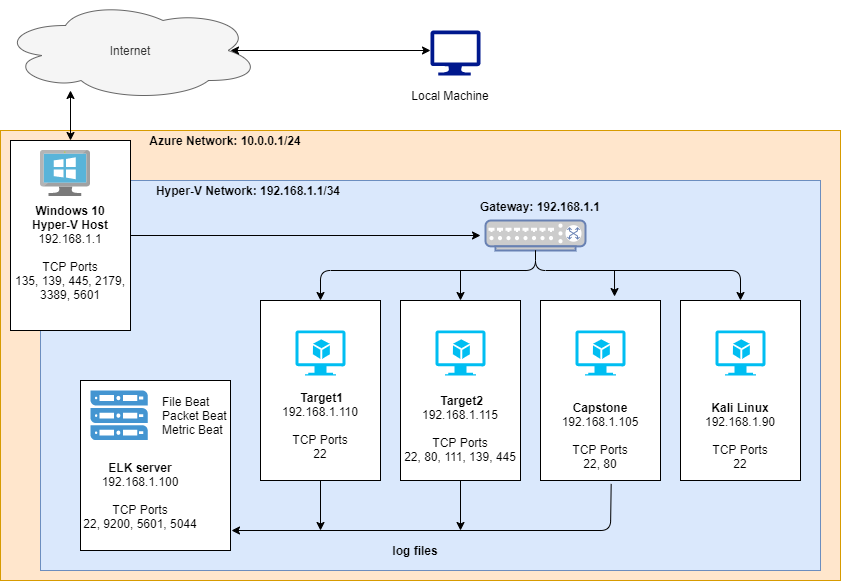 Internet
Local Machine
Azure Network: 10.0.0.1/24
Hyper-V Network: 192.168.1.1/34
Windows 10
Hyper-V Host
192.168.1.1
TCP Ports
135, 139, 445, 2179,
3389, 5601
Gateway: 192.168.1.1
Target1
192.168.1.110
TCP Ports
22
Target2
192.168.1.115
TCP Ports
22, 80, 111, 139, 445
Capstone
192.168.1.105
TCP Ports
22, 80
Kali Linux
192.168.1.90
TCP Ports
22
File Beat
Packet Beat
Metric Beat
ELK server
192.168.1.100
TCP Ports
22, 9200, 5601, 5044
log files